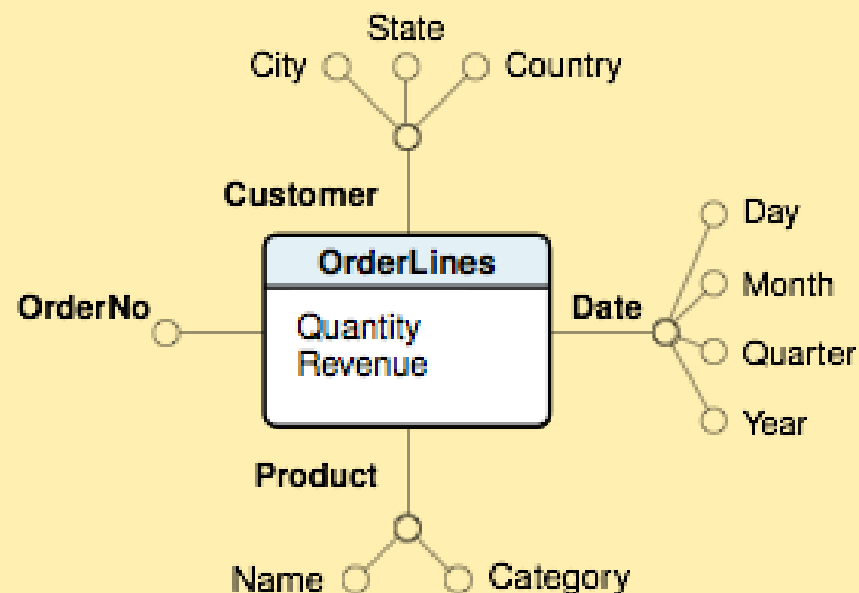 State
City
Country
Customer
Day
OrderLines
Month
OrderNo
Date
Quantity
Quarter
Revenue
Year
Product
Name
Category